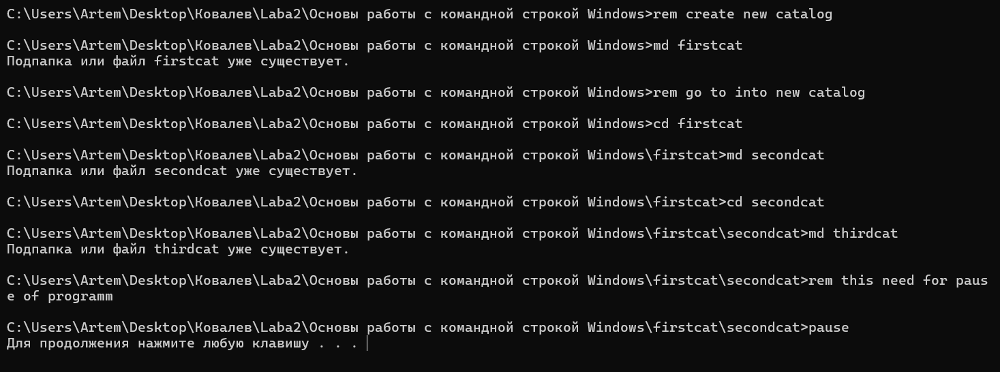 C:\Users\Artem\Desktop\Ковалев\Laba2\Основы работы с командной строкой Windows>rem create new catalog
C:\Users\Artem\Desktop\Ковалев\Laba2\Основы работы с командной строкой Windows>md firstcat
Подпапка или файл firstcat уже существует.
C:\Users\Artem\Desktop\Ковалев\Laba2\Основы работы с командной строкой Windows>rem go to into new catalog
C:\Users\Artem\Desktop\Ковалев\Laba2\Основы работы с командной строкой Windows>cd firstcat
C:\Users\Artem\Desktop\Ковалев\Laba2\Основы работы с командной строкой Windows\firstcat>md secondcat
Подпапка или файл secondcat уже существует.
C:\Users\Artem\Desktop\Ковалев\Laba2\Основы работы с командной строкой Windows\firstcat>cd secondcat
C:\Users\Artem\Desktop\Ковалев\Laba2\Основы работы с командной строкой Windows\firstcat\secondcat>md thirdcat
Подпапка или файл thirdcat уже существует.
C:\Users\Artem\Desktop\Ковалев\Laba2\Основы работы с командной строкой Windows\firstcat\secondcat>rem this need for paus
e of programm
C:\Users\Artem\Desktop\Ковалев\Laba2\Основы работы с командной строкой Windows\firstcat\secondcat>pause
Для продолжения нажмите любую клавишу . . .